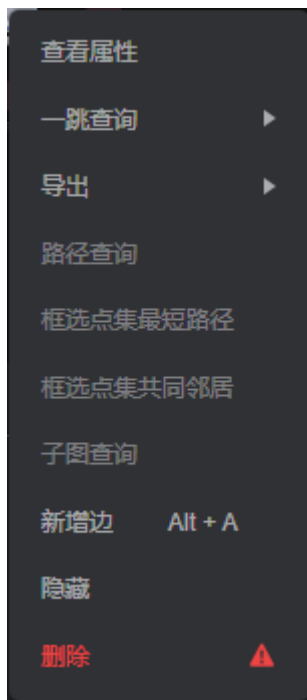 查看属性
一跳查询
导出
路径查询
框选点集最短路径
框选点集共同邻居
子图查询
新增边 Alt + A
隐藏
删除